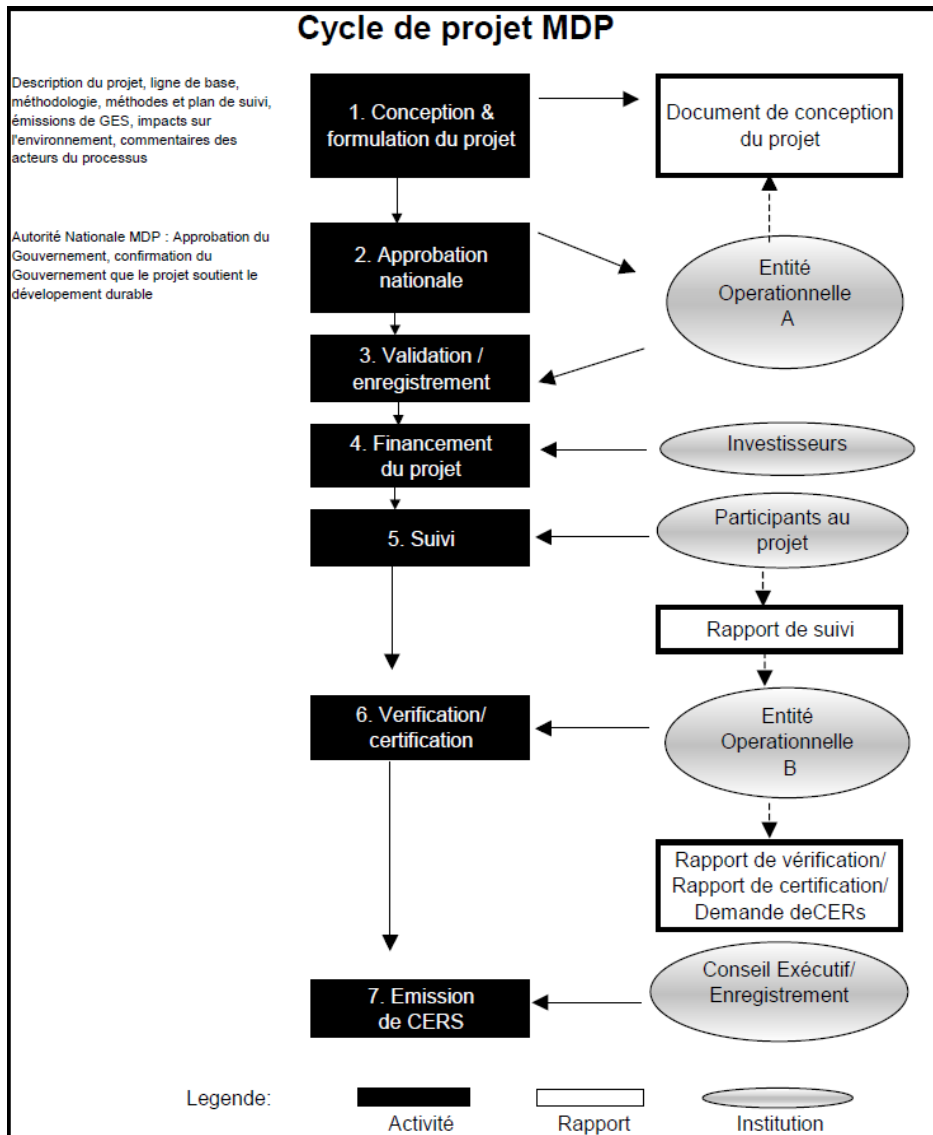 Cycle de projet MDP
Description du projet, ligne de base,
méthodologie, méthodes et plan de suivi,
émissions de GES, impacts sur
l'environnement, commentaires des
acteurs du processus
1. Conception &
formulation du projet
Document de conception
du projet
Autorité Nationale MDP : Approbation du
Gouvernement, confirmation du
Gouvernement que le projet soutient le
dévelopement durable
2. Approbation
nationale
Entité
Operationnelle
A
3. Validation /
enregistrement
4. Financement
du projet
Investisseurs
5. Suivi
Participants au
projet
Rapport de suivi
6. Verification/
certification
Entité
Operationnelle
B
Rapport de vérification/
Rapport de certification/
Demande deCERs
7. Emission
de CERS
Conseil Exécutif/
Enregistrement
Legende:
Activité
Rapport
Institution